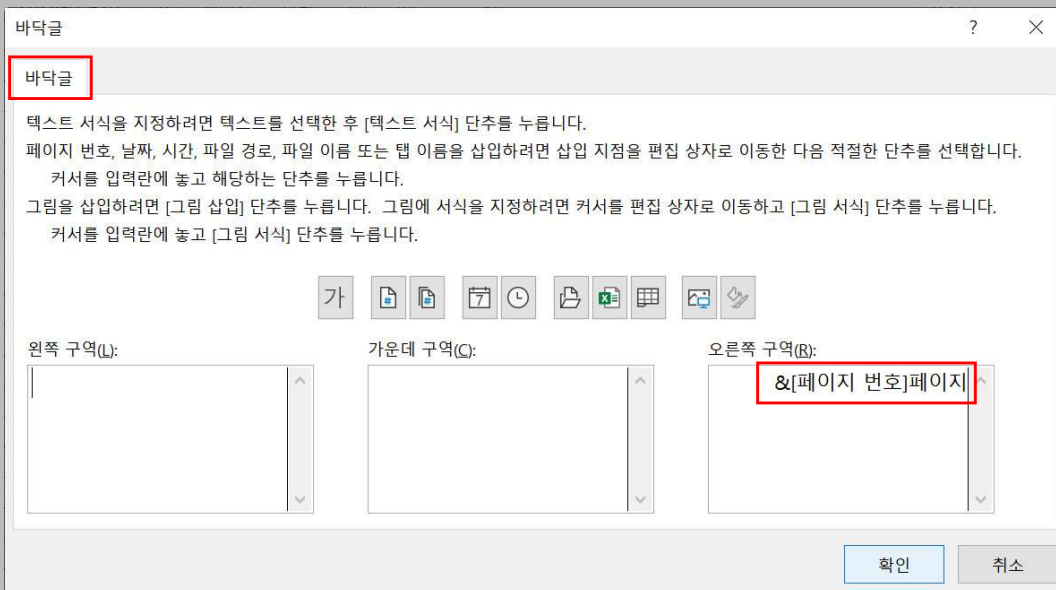 바닥글
?
바닥글
텍스트 서식을 지정하려면 텍스트를 선택한 후 [텍스트 서식] 단추를 누릅니다.
페이지 번호, 날짜, 시간, 파일 경로, 파일 이름 또는 탭 이름을 삽입하려면 삽입 지점을 편집 상자로 이동한 다음 적절한 단추를 선택합니다.
커서를 입력란에 놓고 해당하는 단추를 누릅니다.
그림을 삽입하려면 [그림 삽입] 단추를 누릅니다. 그림에 서식을 지정하려면 커서를 편집 상자로 이동하고 [그림 서식] 단추를 누릅니다.
커서를 입력란에 놓고 [그림 서식] 단추를 누릅니다.
가 # # 7
왼쪽 구역(L): 가운데 구역(C): 오른쪽 구역(R):
&[페이지 번호]페이지
확인 취소